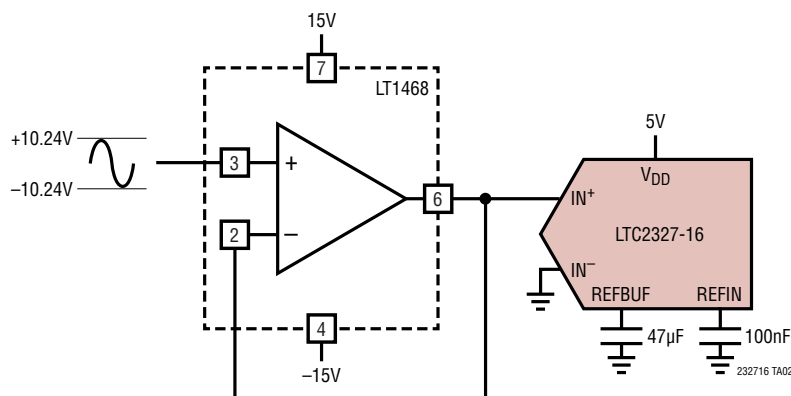 15V
7
LT1468
+10.24V
–10.24V
3
+
6
2
–
4
–15V
5V
VDD
IN+
LTC2327-16
IN–
REFBUF
REFIN
47µF
100nF
232716 TA02